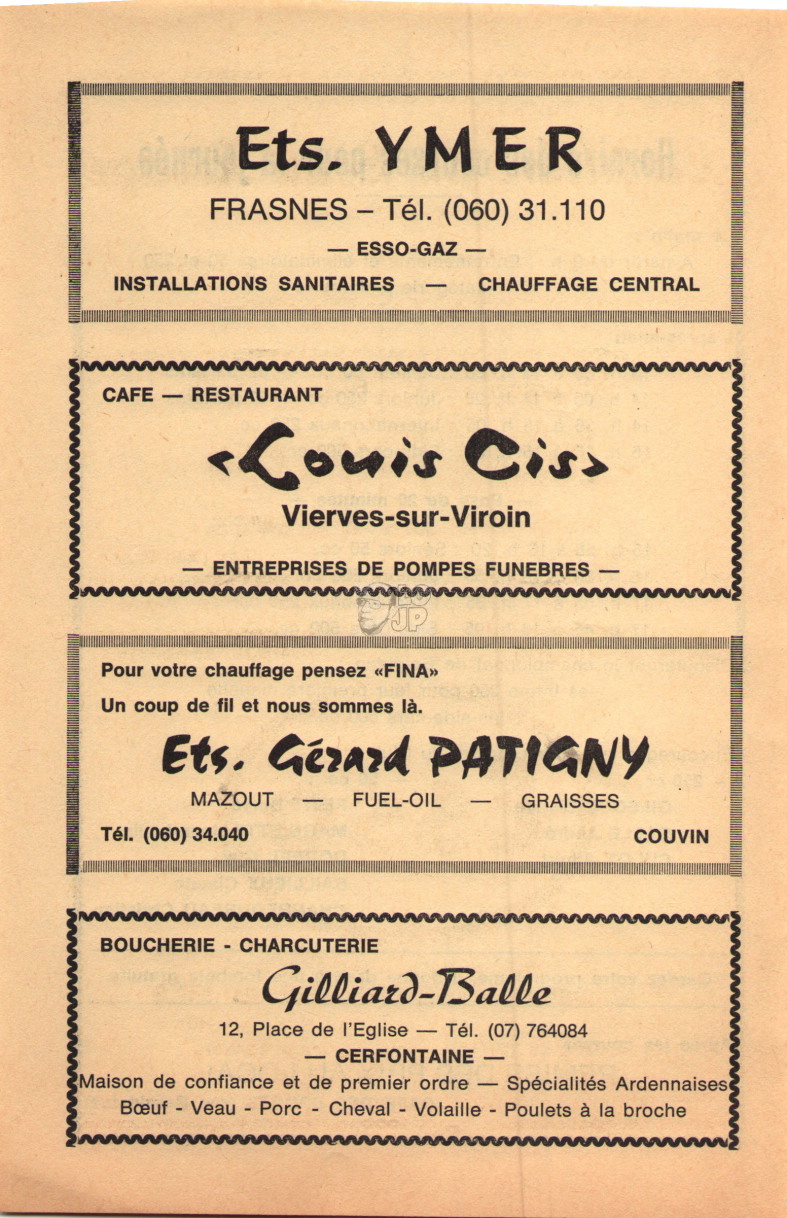 Ets. YMER
FRASNES – Tél. (060) 31.110
— ESSO-GAZ —
INSTALLATIONS SANITAIRES — CHAUFFAGE CENTRAL
CAFE — RESTAURANT
<Louis Cis>
Vierves-sur-Viroin
— ENTREPRISES DE POMPES FUNEBRES —
LO
JP
Pour votre chauffage pensez «FINA»
Un coup de fil et nous sommes là.
Ets. Gérard PATIGNY
MAZOUT — FUEL-OIL — GRAISSES
Tél. (060) 34.040 COUVIN
BOUCHERIE - CHARCUTERIE
Gilliard-Balle
12, Place de l'Eglise — Tél. (07) 764084
— CERFONTAINE —
Maison de confiance et de premier ordre — Spécialités Ardennaises
Bœuf - Veau - Porc - Cheval - Volaille - Poulets à la broche